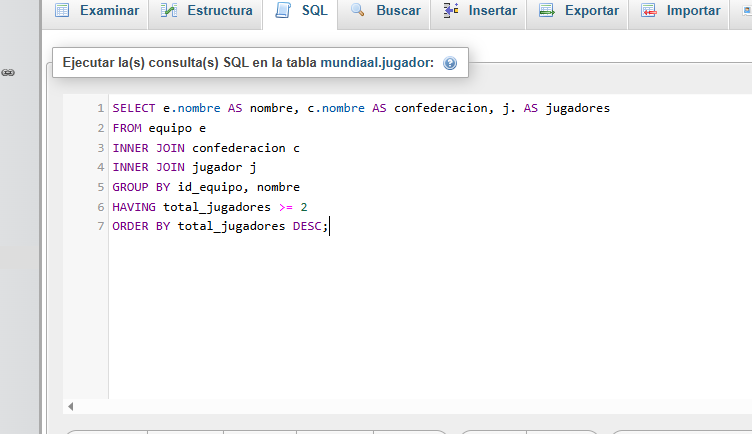 Examinar Estructura SQL Buscar Insertar Exportar Importar
Ejecutar la(s) consulta(s) SQL en la tabla mundiaal.jugador:
1 SELECT e.nombre AS nombre, c.nombre AS confederacion, j. AS jugadores
2 FROM equipo e
3 INNER JOIN confederacion c
4 INNER JOIN jugador j
5 GROUP BY id_equipo, nombre
6 HAVING total_jugadores >= 2
7 ORDER BY total_jugadores DESC;